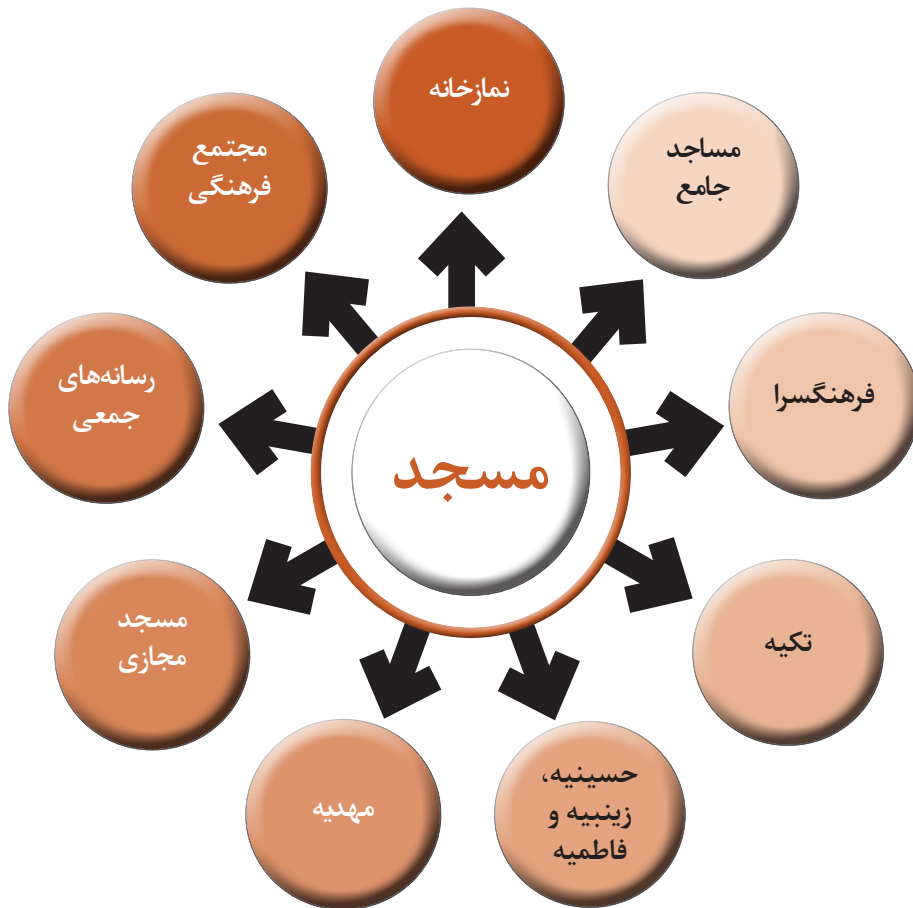 نمازخانه
مساجد
جامع
فرهنگسرا
تکیه
حسینیه،
زینبیه و
فاطمیه
مهدیه
مسجد
مجازی
رسانه‌های
جمعی
مجتمع
فرهنگی
مسجد